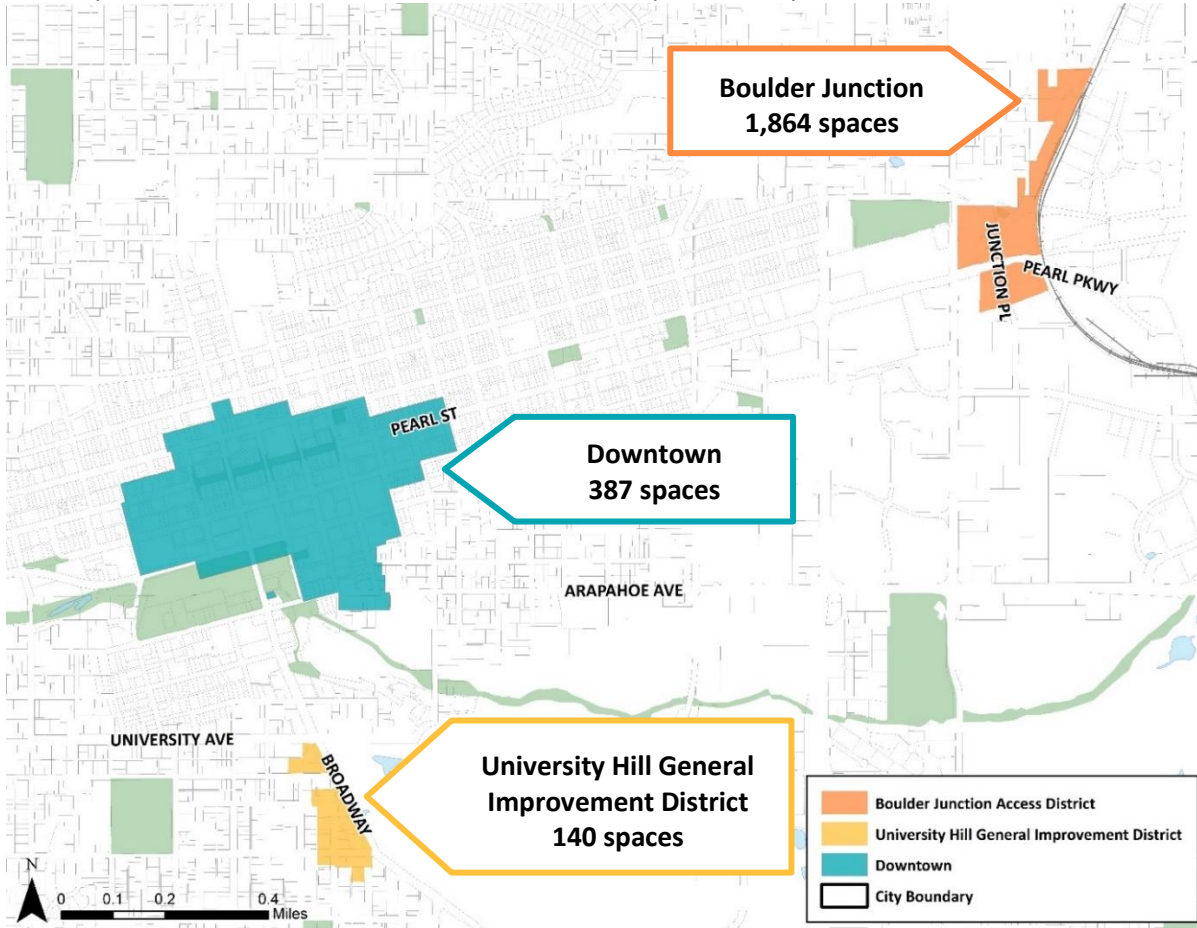 Boulder Junction
1,864 spaces
JUNCTION PL
PEARL PKWY
PEARL ST
Downtown
387 spaces
ARAPAHOE AVE
UNIVERSITY AVE
BROADWAY
University Hill General
Improvement District
140 spaces
Boulder Junction Access District
University Hill General Improvement District
Downtown
City Boundary
N
0 0.1 0.2 0.4
Miles